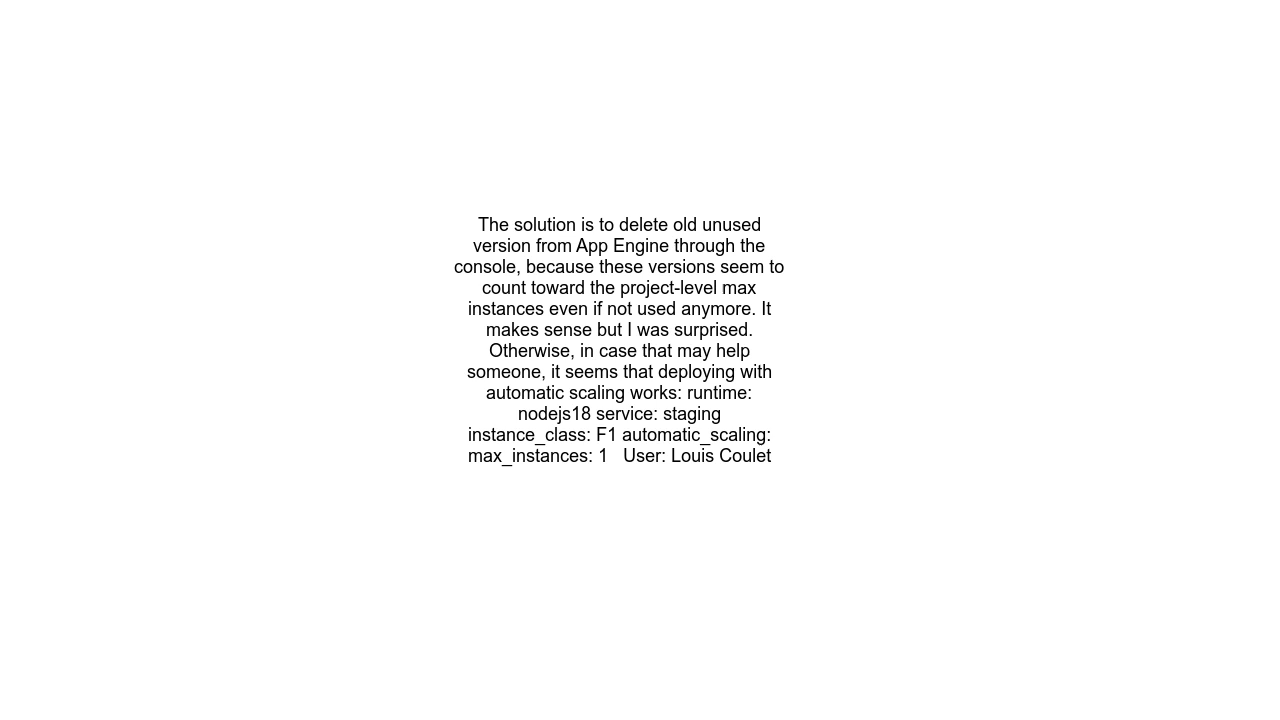 The solution is to delete old unused
version from App Engine through the
console, because these versions seem to
count toward the project-level max
instances even if not used anymore. It
makes sense but I was surprised.
Otherwise, in case that may help
someone, it seems that deploying with
automatic scaling works: runtime:
nodejs18 service: staging
instance_class: F1 automatic_scaling:
max_instances: 1   User: Louis Coulet